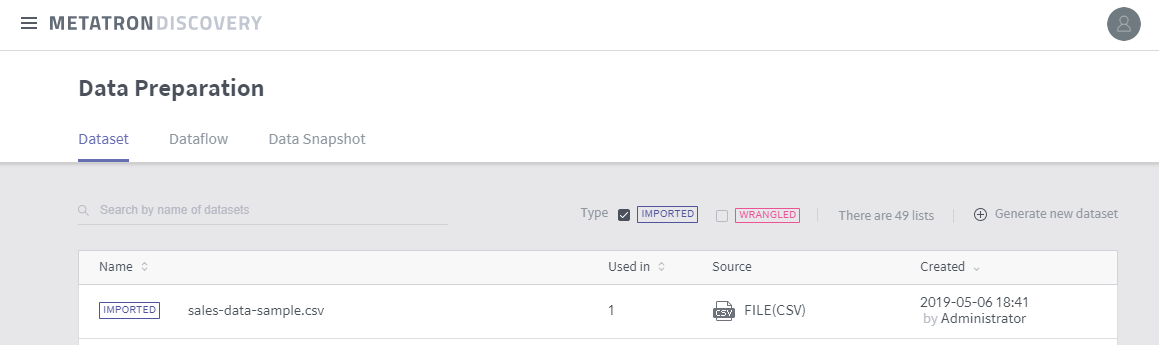 METATRONDISCOVERY
Data Preparation
Dataset Dataflow Data Snapshot
Search by name of datasets Type IMPORTED WRANGLED There are 49 lists Generate new dataset
Name Used in Source Created
IMPORTED sales-data-sample.csv 1 CSV FILE(CSV) 2019-05-06 18:41
by Administrator